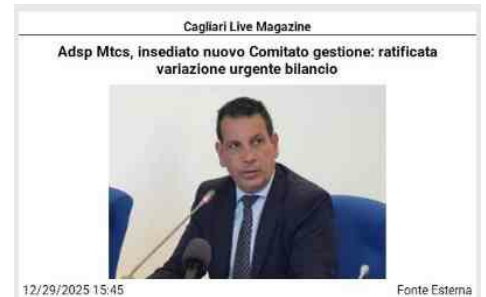 Cagliari Live Magazine
Adsp Mtcs, insediato nuovo Comitato gestione: ratificata
variazione urgente bilancio
12/29/2025 15:45
Fonte Esterna